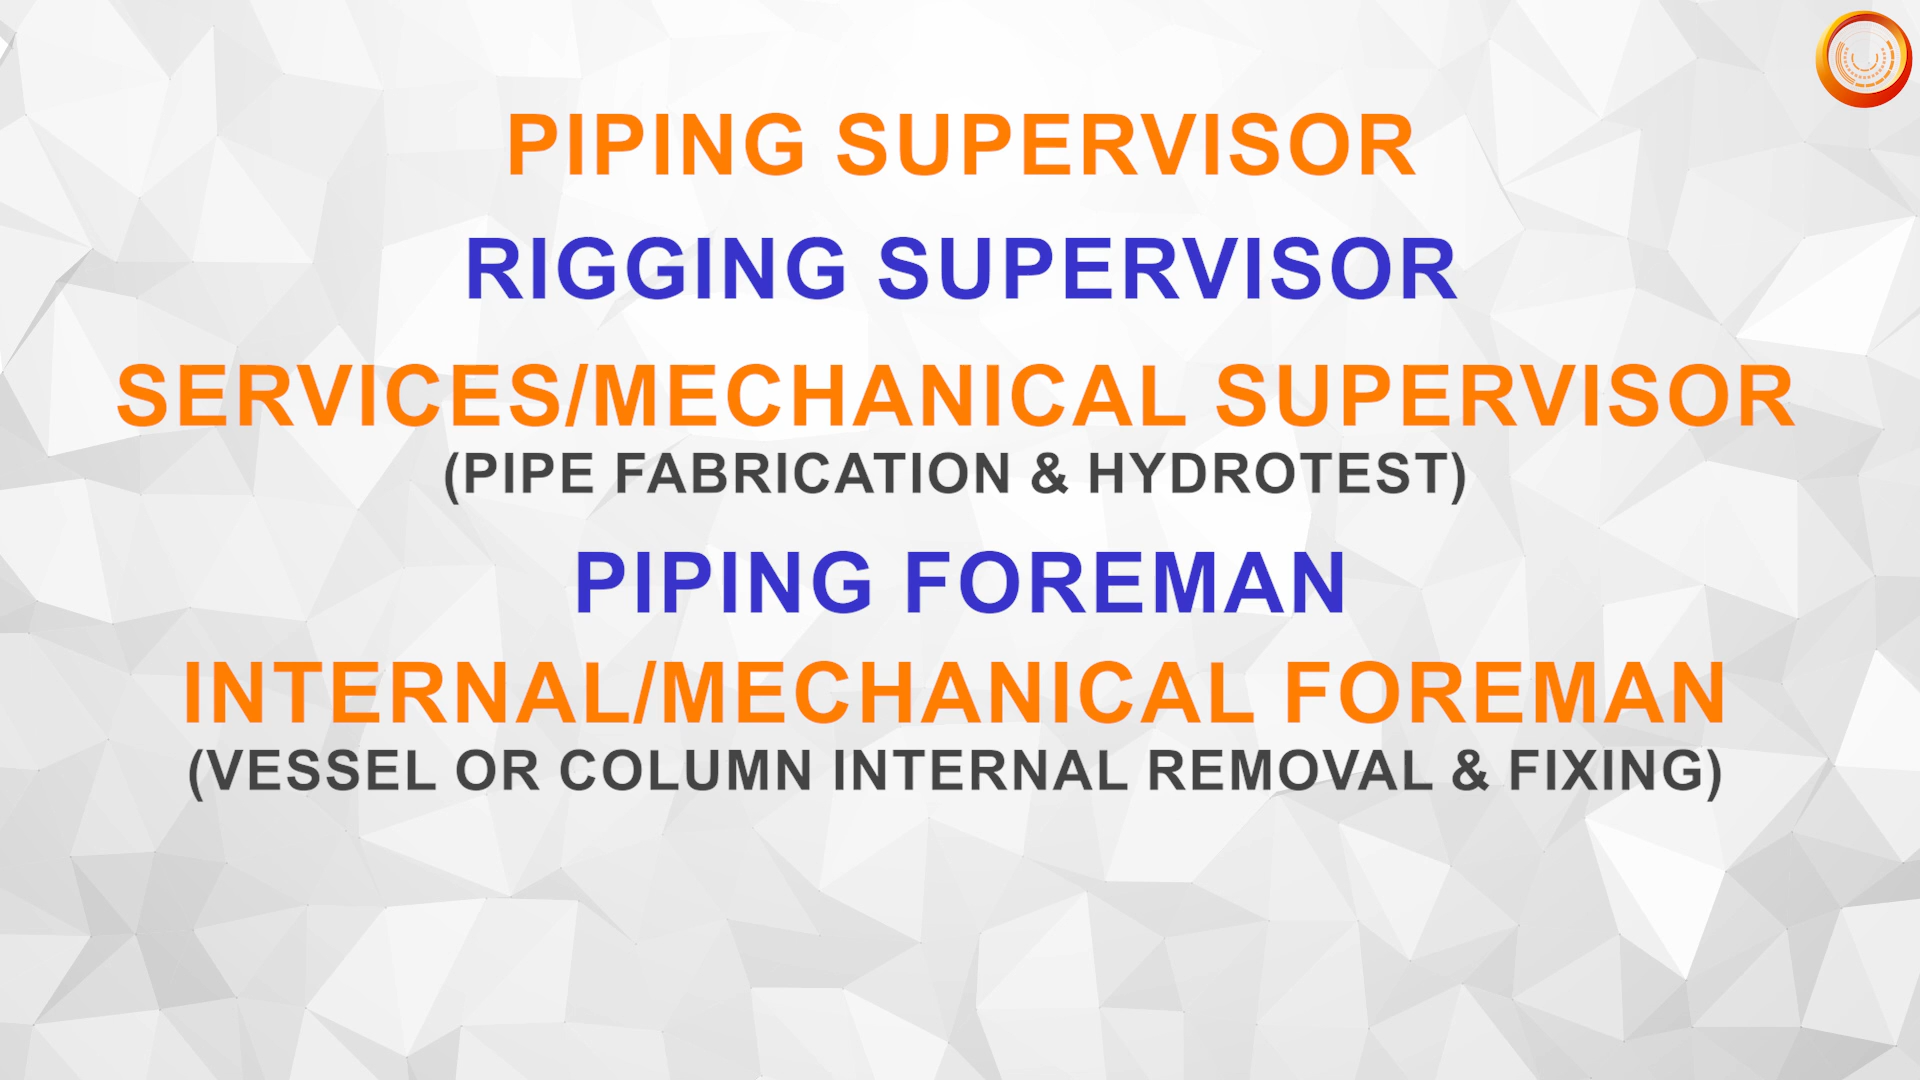 PIPING SUPERVISOR
RIGGING SUPERVISOR
SERVICES/MECHANICAL SUPERVISOR
(PIPE FABRICATION & HYDROTEST)
PIPING FOREMAN
INTERNAL/MECHANICAL FOREMAN
(VESSEL OR COLUMN INTERNAL REMOVAL & FIXING)